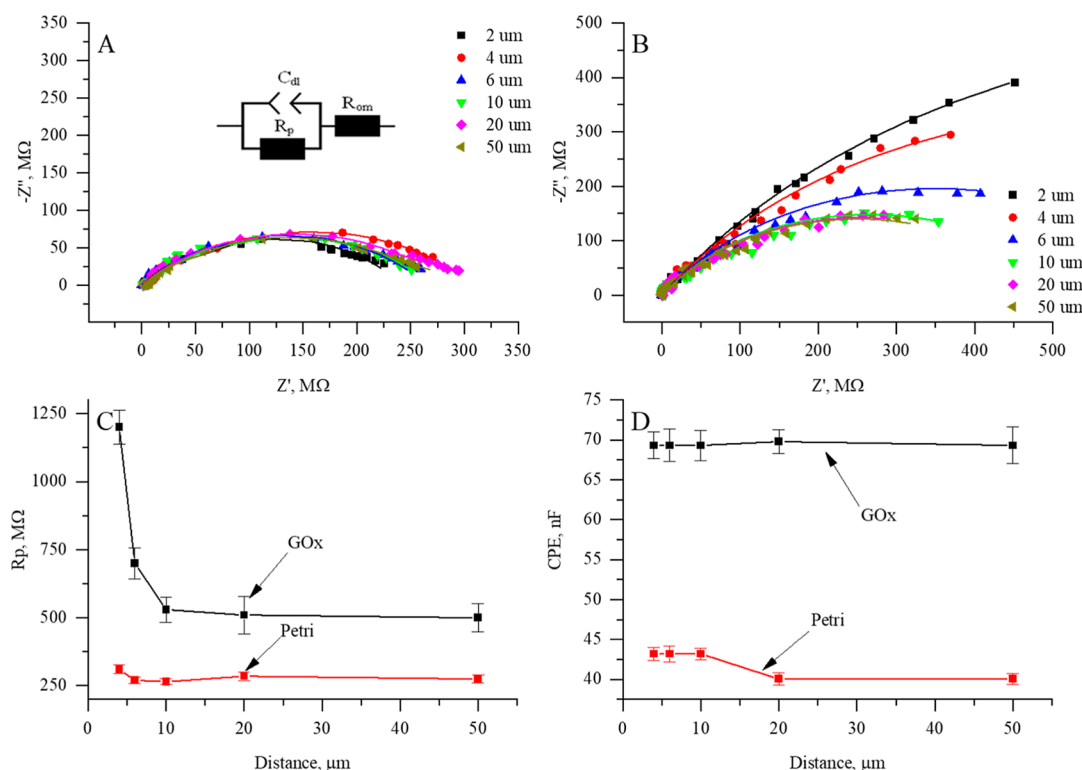 A
350
300
250
200
150
100
50
0
-Z'', MΩ
0 50 100 150 200 250 300 350
Z', MΩ
2 um
4 um
6 um
10 um
20 um
50 um
Cdl
Rp
Rom
B
500
400
300
200
100
0
-Z'', MΩ
0 100 200 300 400 500
Z', MΩ
2 um
4 um
6 um
10 um
20 um
50 um
C
1250
1000
750
500
250
Rp, MΩ
GOx
Petri
0 10 20 30 40 50
Distance, μm
D
75
70
65
60
55
50
45
40
CPE, nF
GOx
Petri
0 10 20 30 40 50
Distance, μm